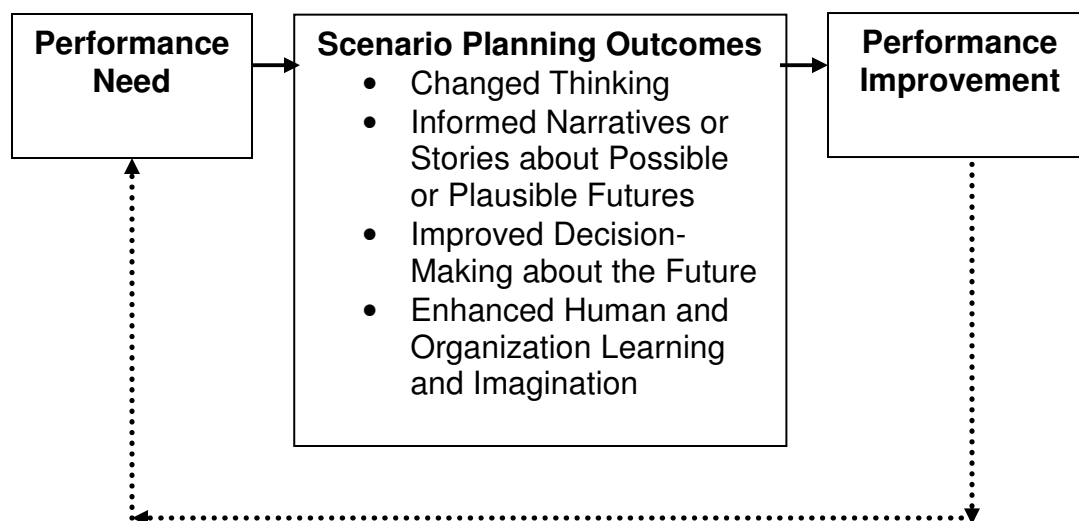 Performance
Need
Scenario Planning Outcomes
• Changed Thinking
• Informed Narratives or
Stories about Possible
or Plausible Futures
• Improved Decision-
Making about the Future
• Enhanced Human and
Organization Learning
and Imagination
Performance
Improvement